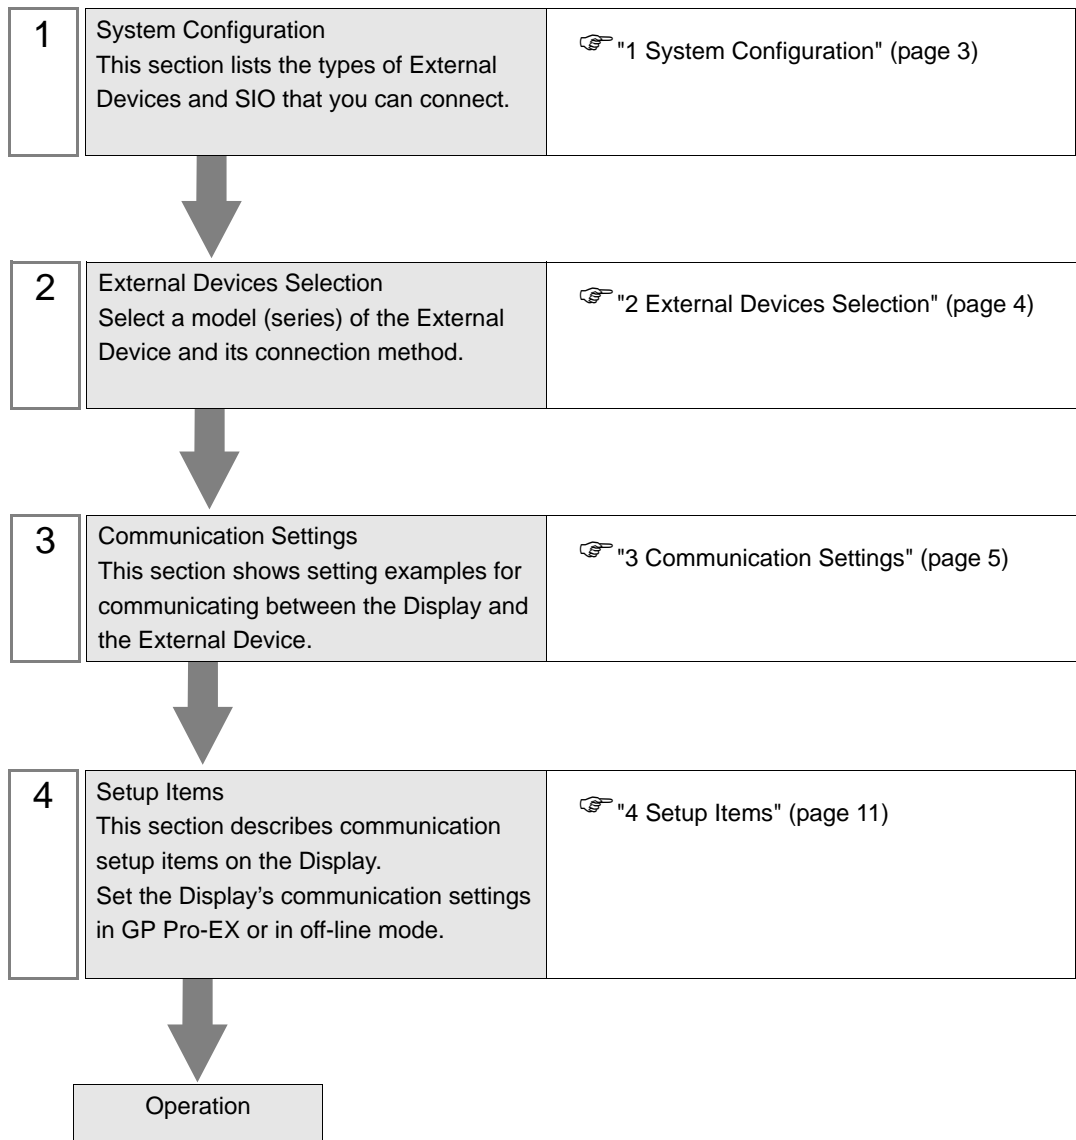 1
System Configuration
This section lists the types of External
Devices and SIO that you can connect.
"1 System Configuration" (page 3)
2
External Devices Selection
Select a model (series) of the External
Device and its connection method.
"2 External Devices Selection" (page 4)
3
Communication Settings
This section shows setting examples for
communicating between the Display and
the External Device.
"3 Communication Settings" (page 5)
4
Setup Items
This section describes communication
setup items on the Display.
Set the Display’s communication settings
in GP Pro-EX or in off-line mode.
"4 Setup Items" (page 11)
Operation